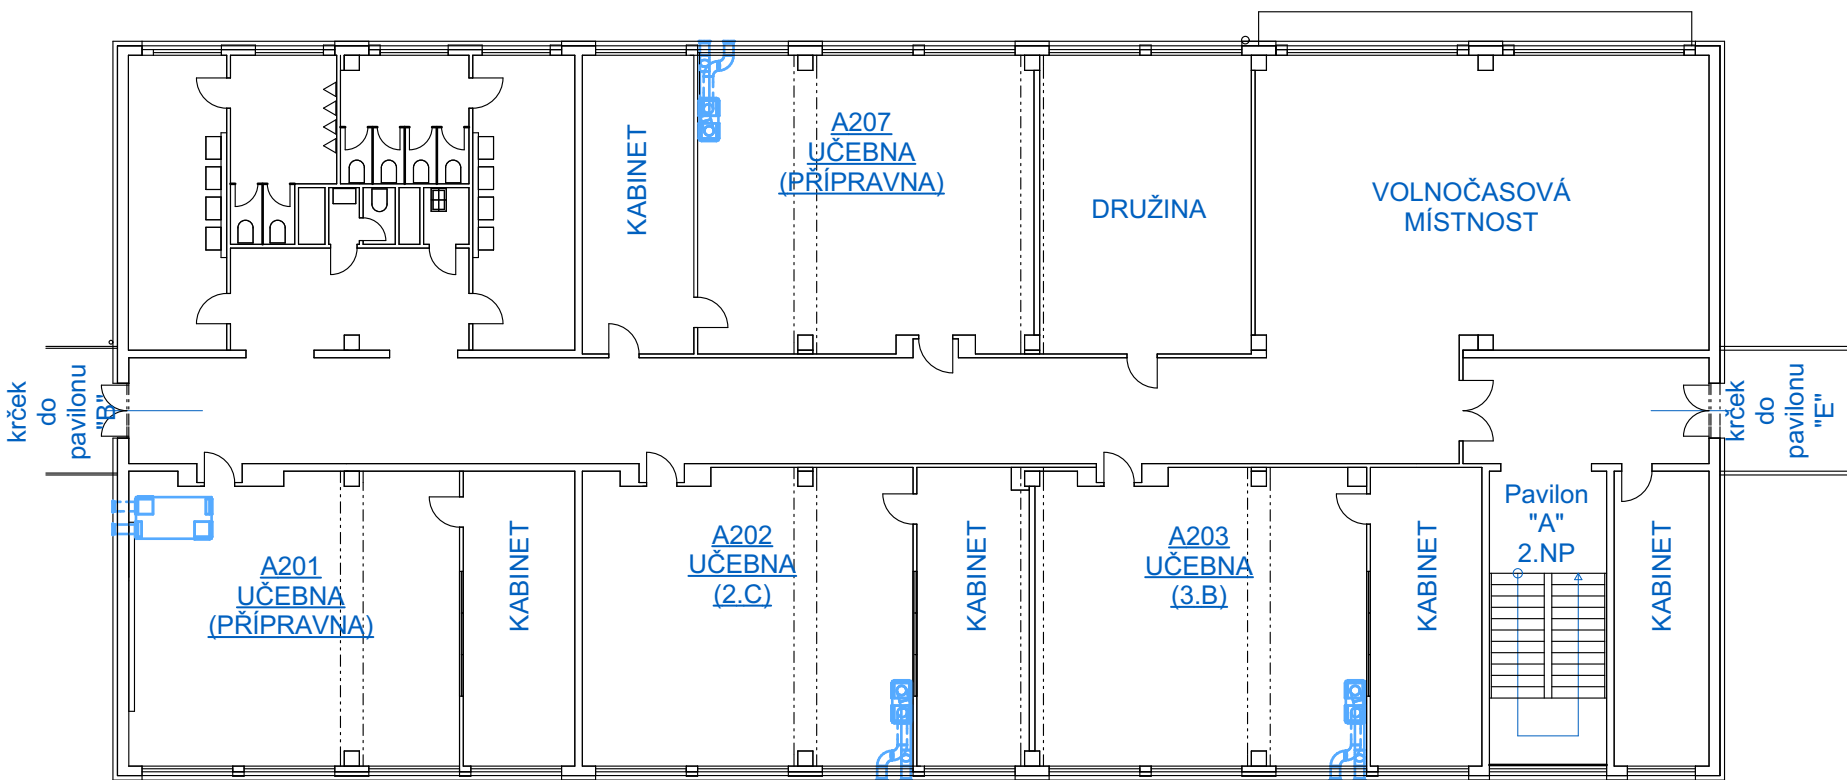 A207
UČEBNA
(PŘÍPRAVNA)
KABINET
DRUŽINA
VOLNOČASOVÁ
MÍSTNOST
krček
do
pavilonu
"B"
krček
do
pavilonu
"E"
A201
UČEBNA
(PŘÍPRAVNA)
KABINET
A202
UČEBNA
(2.C)
KABINET
A203
UČEBNA
(3.B)
KABINET
Pavilon
"A"
2.NP
KABINET